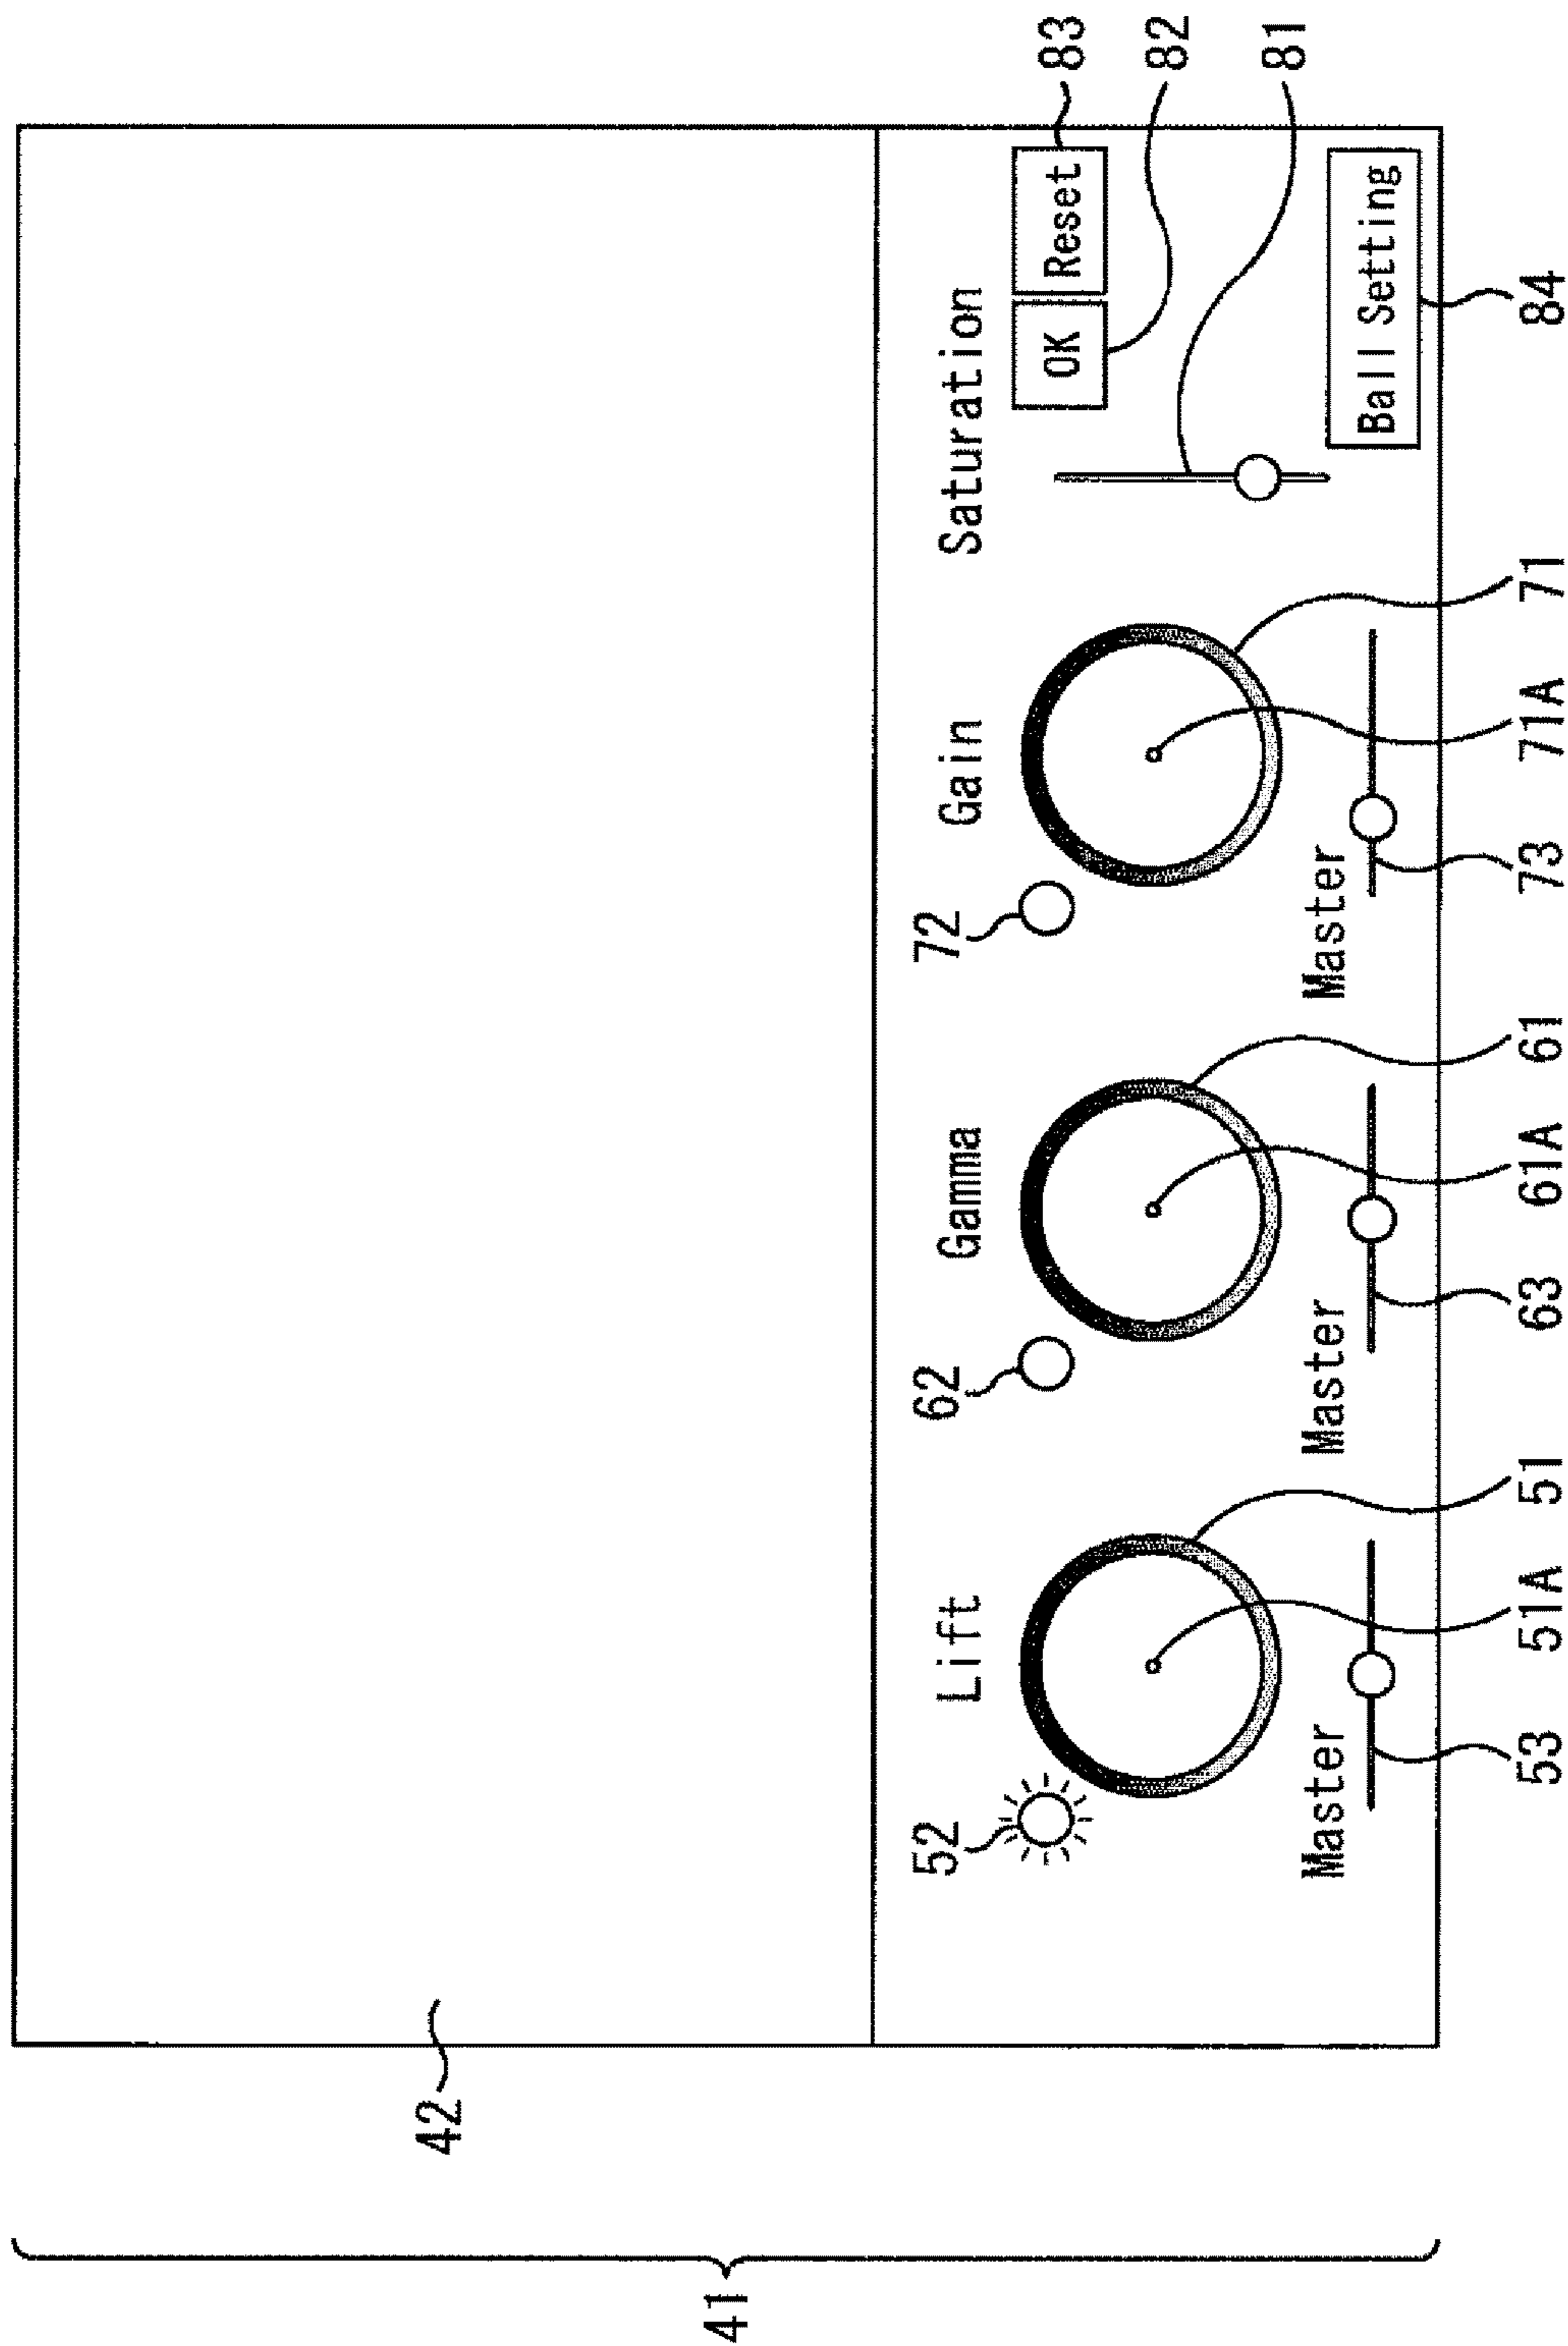 41
42
Lift
Gamma
Gain
Saturation
52
62
72
OK
Reset
83
82
81
Master
Master
Master
Ball Setting
53
51A
51
63
61A
61
73
71A
71
84